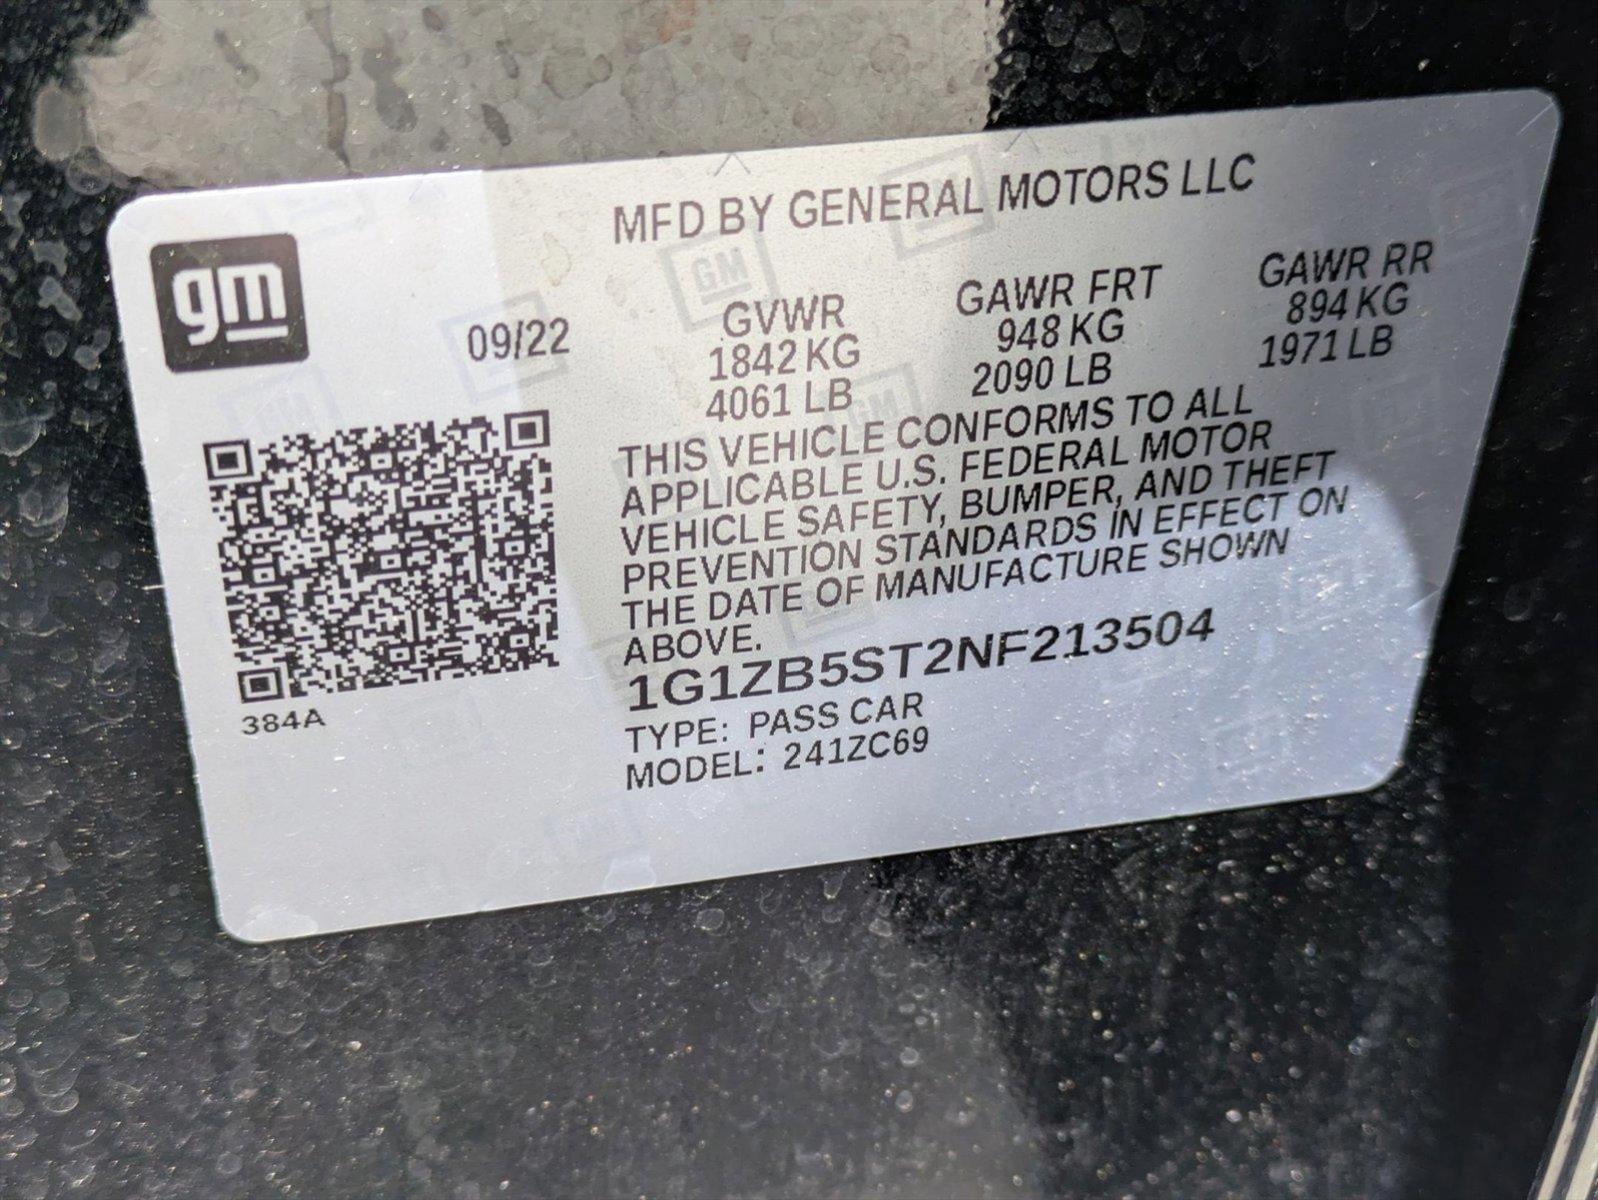 gm
MFD BY GENERAL MOTORS LLC
09/22
GVWR
1842 KG
4061 LB
GAWR FRT
948 KG
2090 LB
GAWR RR
894 KG
1971 LB
THIS VEHICLE CONFORMS TO ALL
APPLICABLE U.S. FEDERAL MOTOR
VEHICLE SAFETY, BUMPER, AND THEFT
PREVENTION STANDARDS IN EFFECT ON
THE DATE OF MANUFACTURE SHOWN
ABOVE.
1G1ZB5ST2NF213504
TYPE: PASS CAR
MODEL: 241ZC69
384A